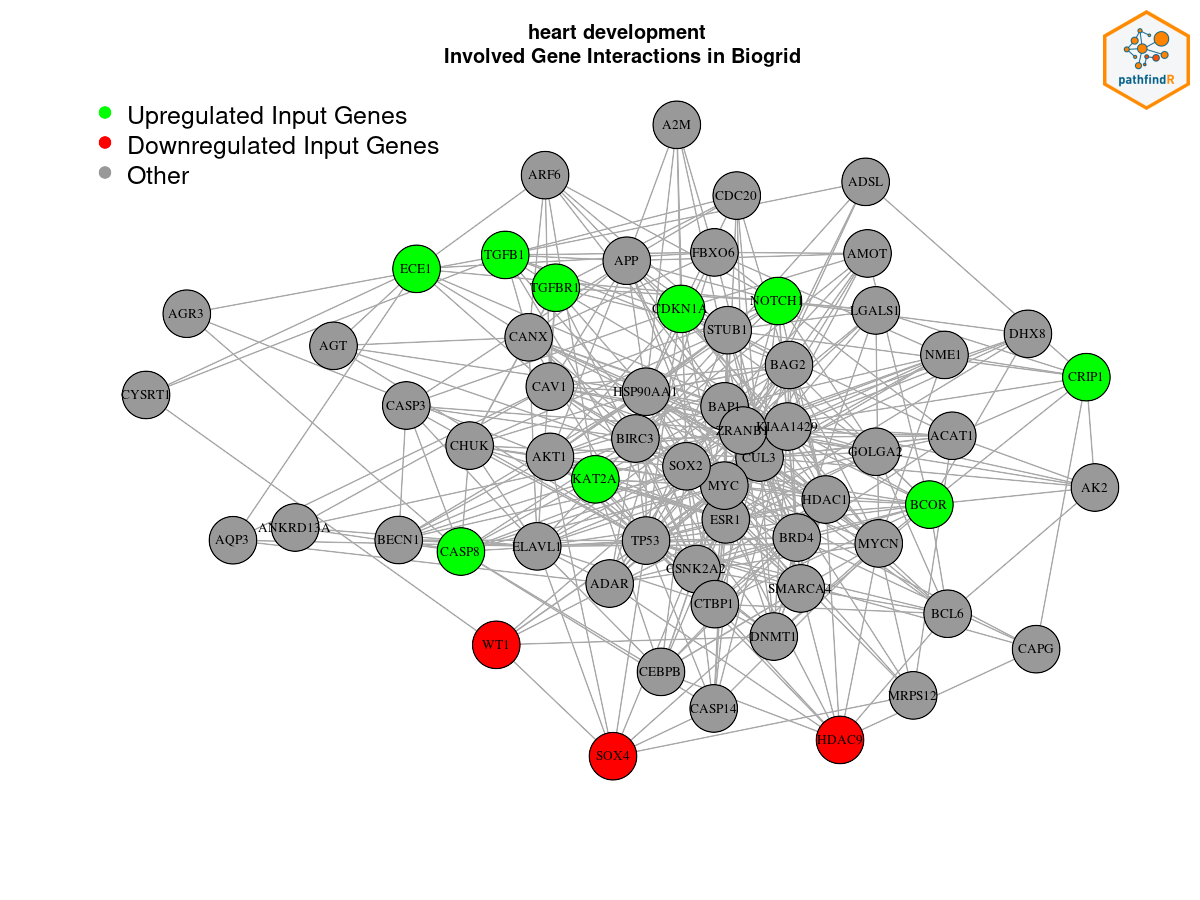 heart development
Involved Gene Interactions in Biogrid
pathfindR
Upregulated Input Genes
Downregulated Input Genes
Other
A2M
ARF6
ADSL
CDC20
TGFB1
FBXO6
AMOT
APP
ECE1
TGFBR1
NOTCH1
CDKN1A
LGALS1
AGR3
STUB1
DHX8
CANX
AGT
NME1
BAG2
CRIP1
CAV1
HSP90AA1
CYSRT1
CASP3
BAP1
KIAA1429
ZRANB1
ACAT1
BIRC3
CHUK
GOLGA2
AKT1
CUL3
SOX2
KAT2A
MYC
AK2
HDAC1
BCOR
ESR1
ANKRD13A
BRD4
AQP3
BECN1
TP53
MYCN
ELAVL1
CASP8
CSNK2A2
ADAR
SMARCA4
CTBP1
BCL6
DNMT1
WT1
CAPG
CEBPB
MRPS12
CASP14
HDAC9
SOX4